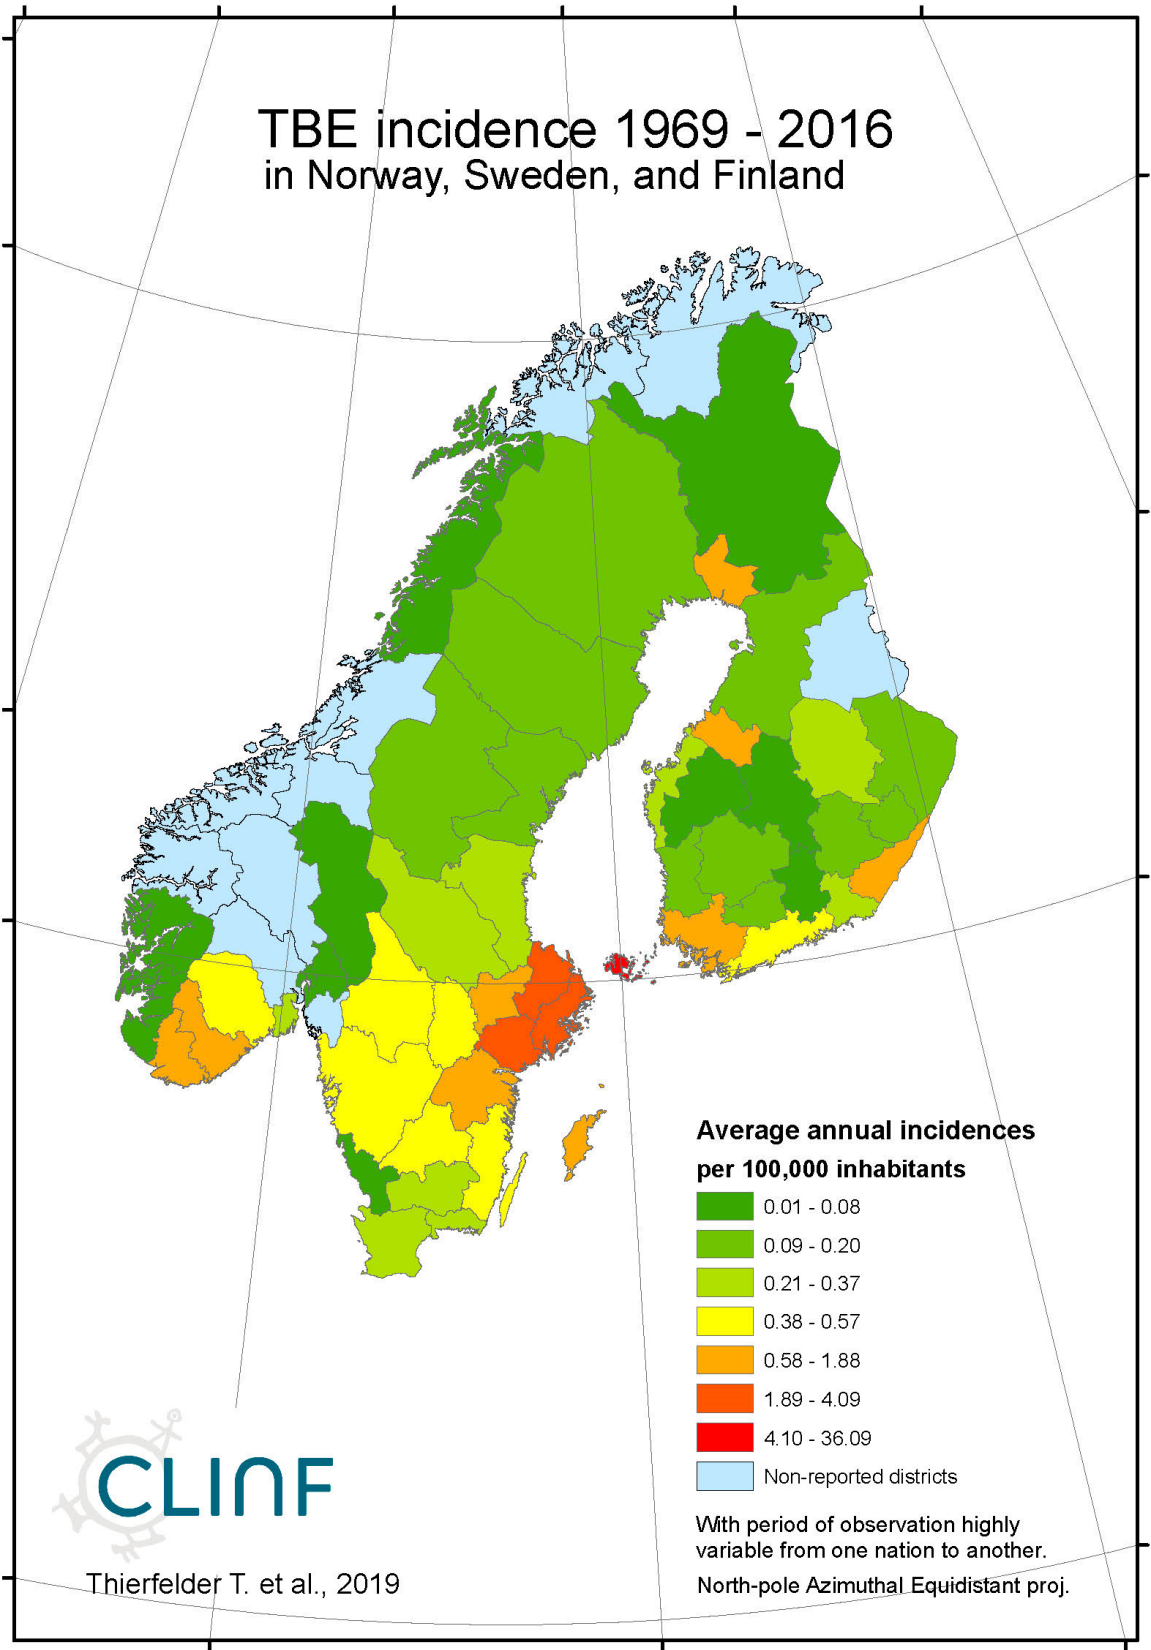 TBE incidence 1969 - 2016
in Norway, Sweden, and Finland
Average annual incidences
per 100,000 inhabitants
0.01 - 0.08
0.09 - 0.20
0.21 - 0.37
0.38 - 0.57
0.58 - 1.88
1.89 - 4.09
4.10 - 36.09
Non-reported districts
With period of observation highly
variable from one nation to another.
North-pole Azimuthal Equidistant proj.
CLINF
Thierfelder T. et al., 2019